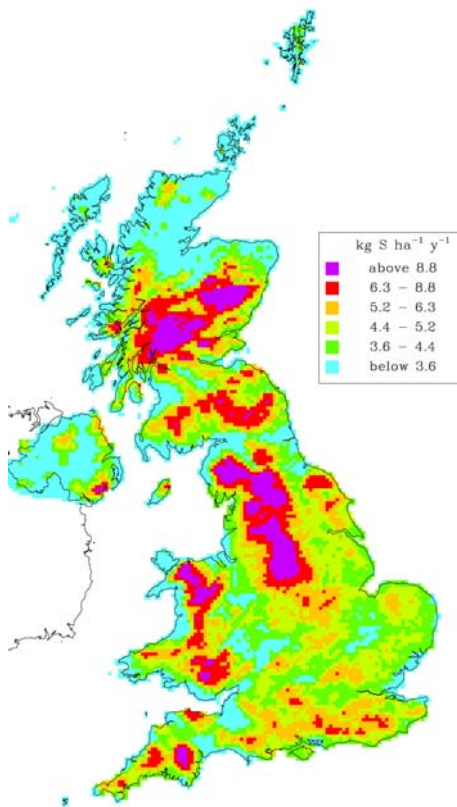 kg S ha⁻¹ y⁻¹
above 8.8
6.3 – 8.8
5.2 – 6.3
4.4 – 5.2
3.6 – 4.4
below 3.6